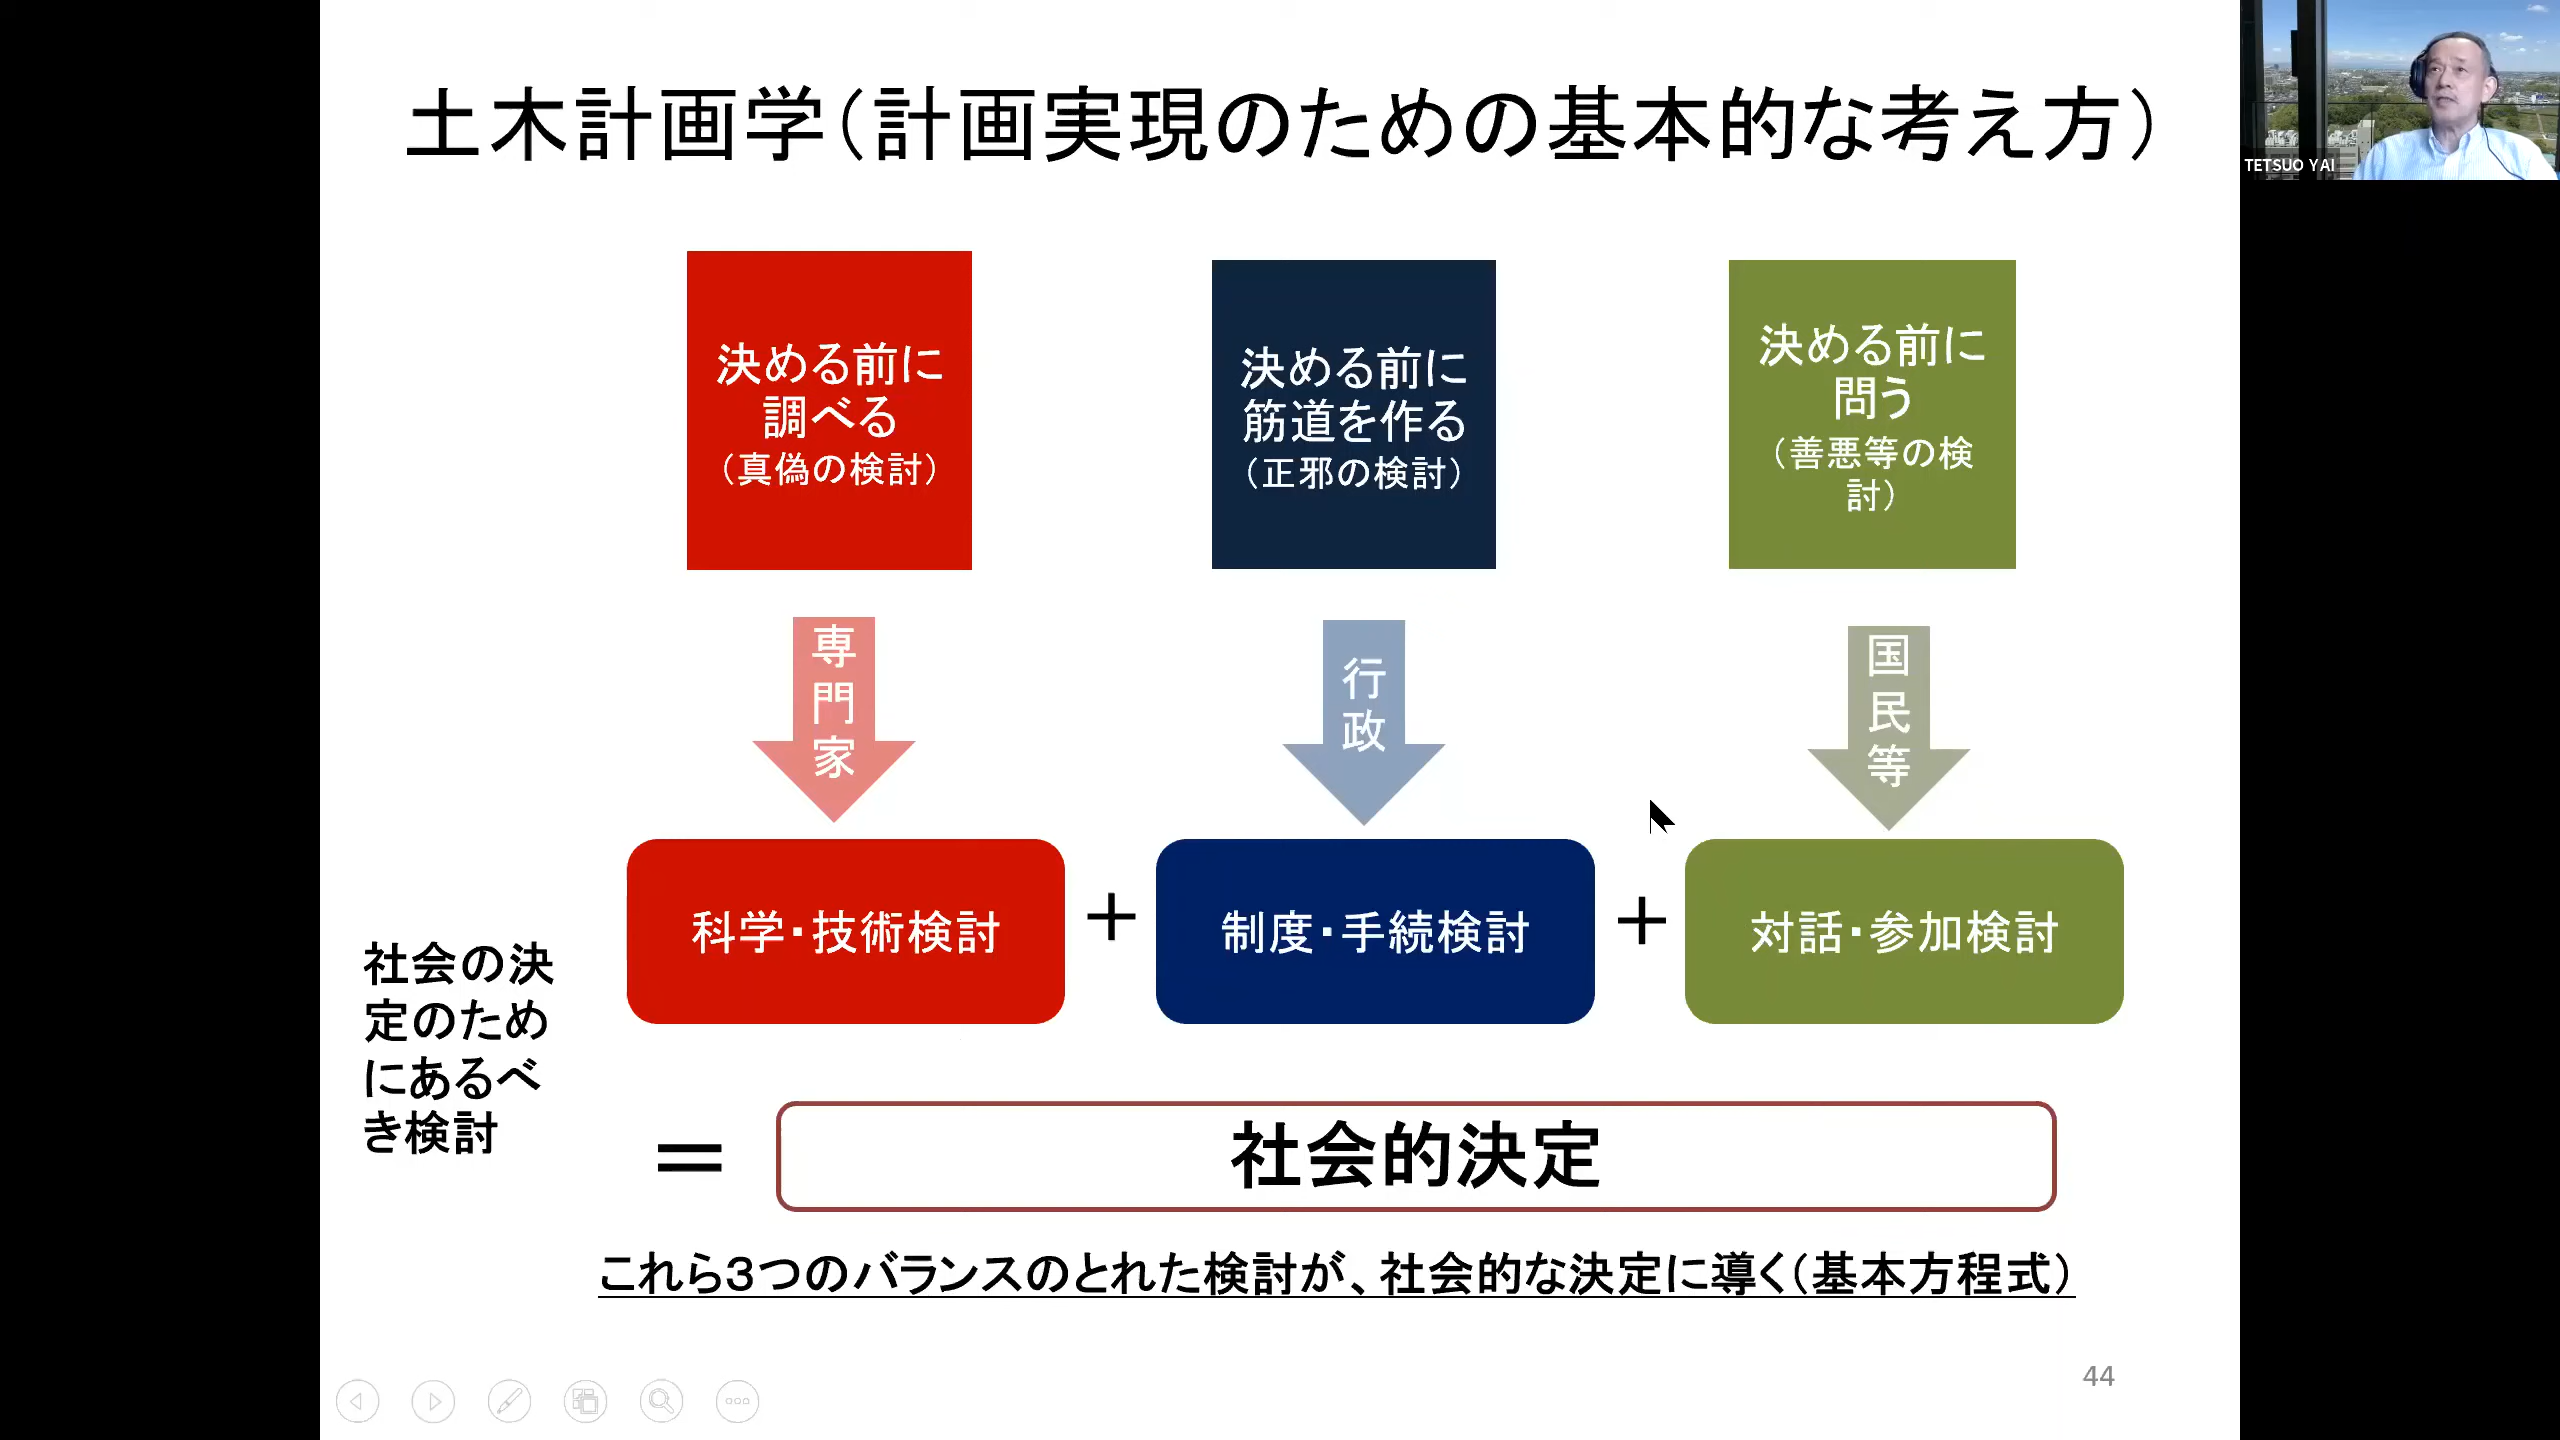 土木計画学（計画実現のための基本的な考え方）
TETSUO YAI
決める前に
調べる
（真偽の検討）
決める前に
筋道を作る
（正邪の検討）
決める前に
問う
（善悪等の検
討）
専門家
行政
国民等
科学・技術検討
＋
制度・手続検討
＋
対話・参加検討
社会の決
定のため
にあるべ
き検討
＝
社会的決定
これら３つのバランスのとれた検討が、社会的な決定に導く（基本方程式）
44